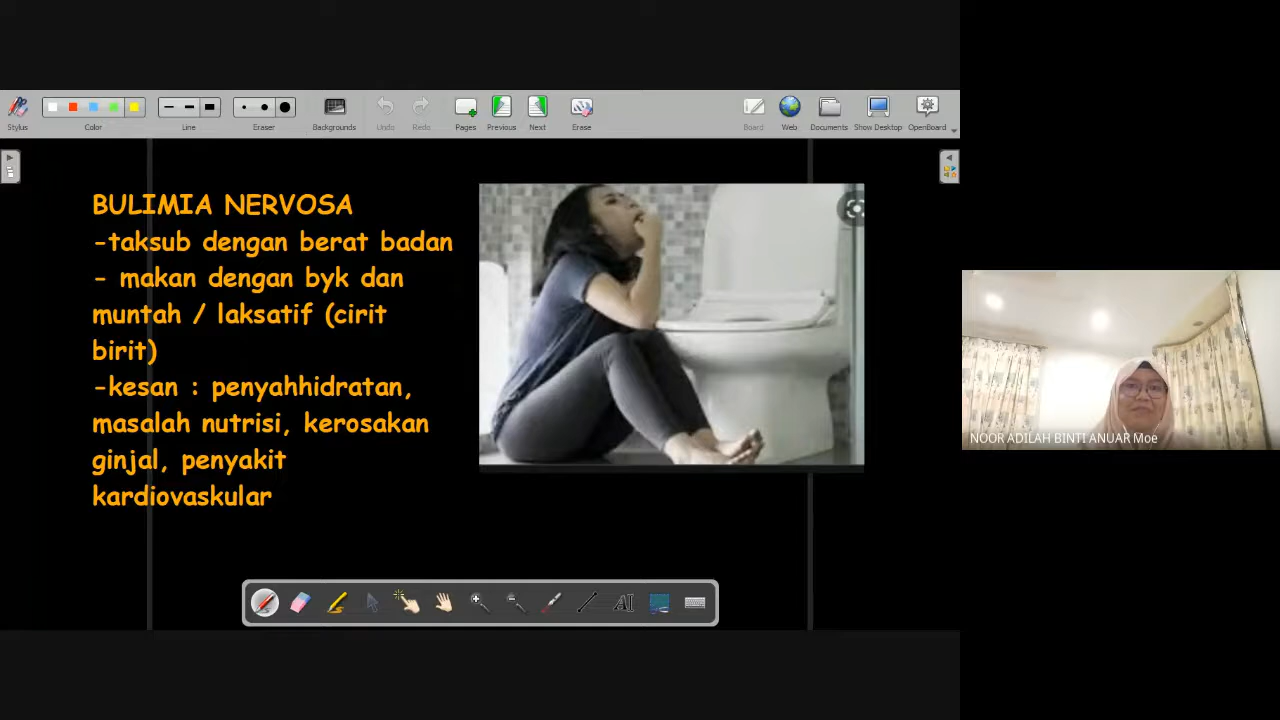 Stylus
Color
Line
Eraser
Backgrounds
Undo
Redo
Pages
Previous
Next
Erase
Board
Web
Documents
Show Desktop
OpenBoard
BULIMIA NERVOSA
-taksub dengan berat badan
- makan dengan byk dan
muntah / laksatif (cirit
birit)
-kesan : penyahhidratan,
masalah nutrisi, kerosakan
ginjal, penyakit
kardiovaskular
NOOR ADILAH BINTI ANUAR Moe
AI